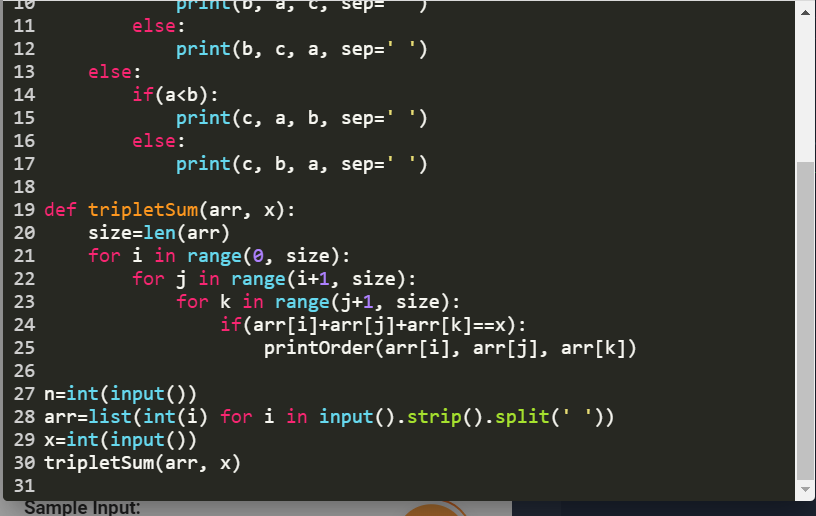 10 print(b, a, c, sep=' ')
11 else:
12 print(b, c, a, sep=' ')
13 else:
14 if(a<b):
15 print(c, a, b, sep=' ')
16 else:
17 print(c, b, a, sep=' ')
18
19 def tripletSum(arr, x):
20 size=len(arr)
21 for i in range(0, size):
22 for j in range(i+1, size):
23 for k in range(j+1, size):
24 if(arr[i]+arr[j]+arr[k]==x):
25 printOrder(arr[i], arr[j], arr[k])
26
27 n=int(input())
28 arr=list(int(i) for i in input().strip().split(' '))
29 x=int(input())
30 tripletSum(arr, x)
31
Sample Input: